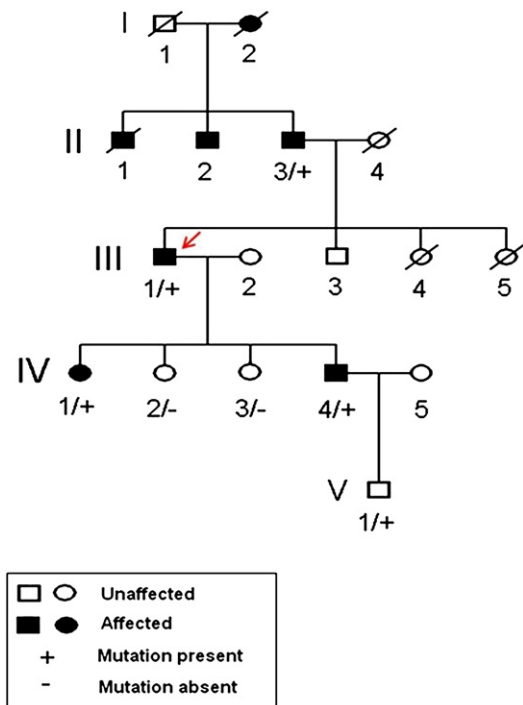 I
1 2
II
1 2 3/+ 4
III
1/+ 2 3 4 5
IV
1/+ 2/- 3/- 4/+ 5
V
1/+
Unaffected
Affected
+ Mutation present
- Mutation absent